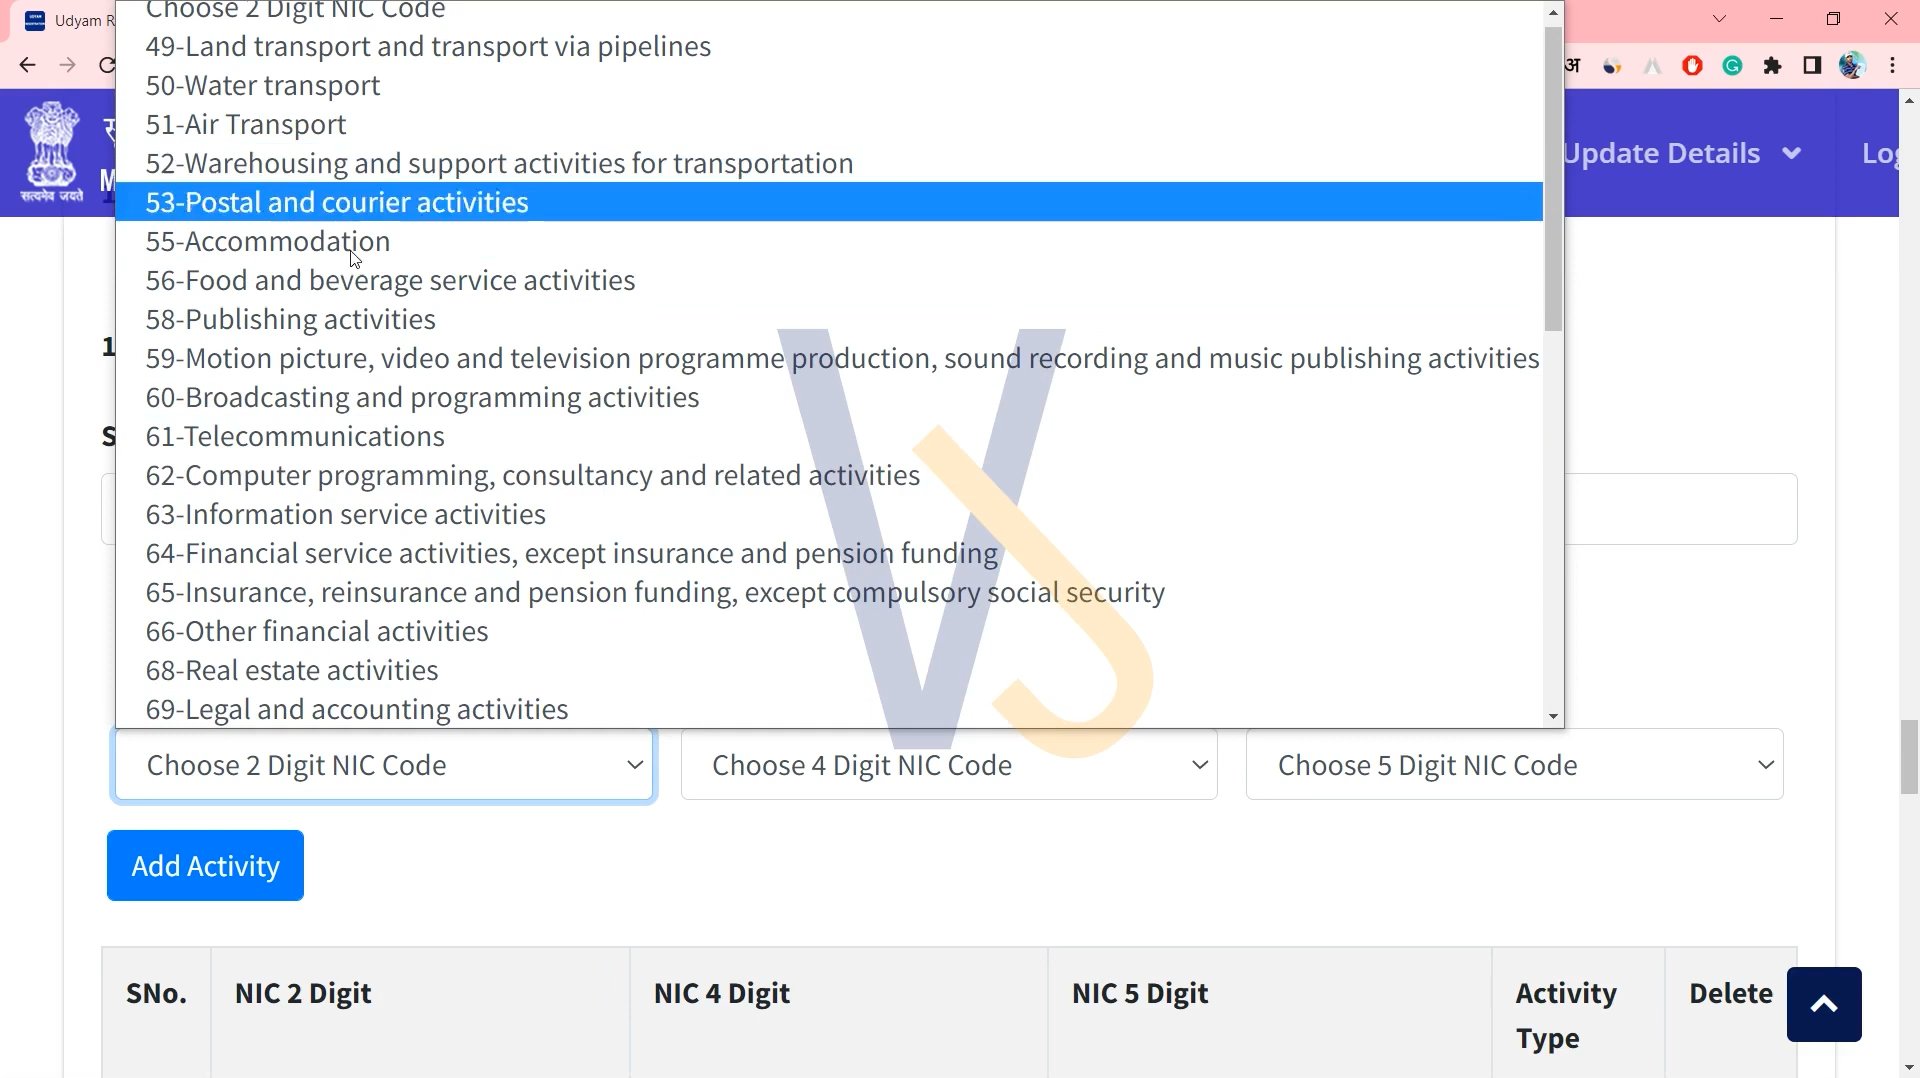 Udyam R
Choose 2 Digit NIC Code
49-Land transport and transport via pipelines
50-Water transport
51-Air Transport
52-Warehousing and support activities for transportation
53-Postal and courier activities
55-Accommodation
56-Food and beverage service activities
58-Publishing activities
59-Motion picture, video and television programme production, sound recording and music publishing activities
60-Broadcasting and programming activities
61-Telecommunications
62-Computer programming, consultancy and related activities
63-Information service activities
64-Financial service activities, except insurance and pension funding
65-Insurance, reinsurance and pension funding, except compulsory social security
66-Other financial activities
68-Real estate activities
69-Legal and accounting activities
अ
सत्यमेव जयते
M
Update Details
Log
1
S
VJ
Choose 2 Digit NIC Code
Choose 4 Digit NIC Code
Choose 5 Digit NIC Code
Add Activity
SNo.
NIC 2 Digit
NIC 4 Digit
NIC 5 Digit
Activity
Type
Delete